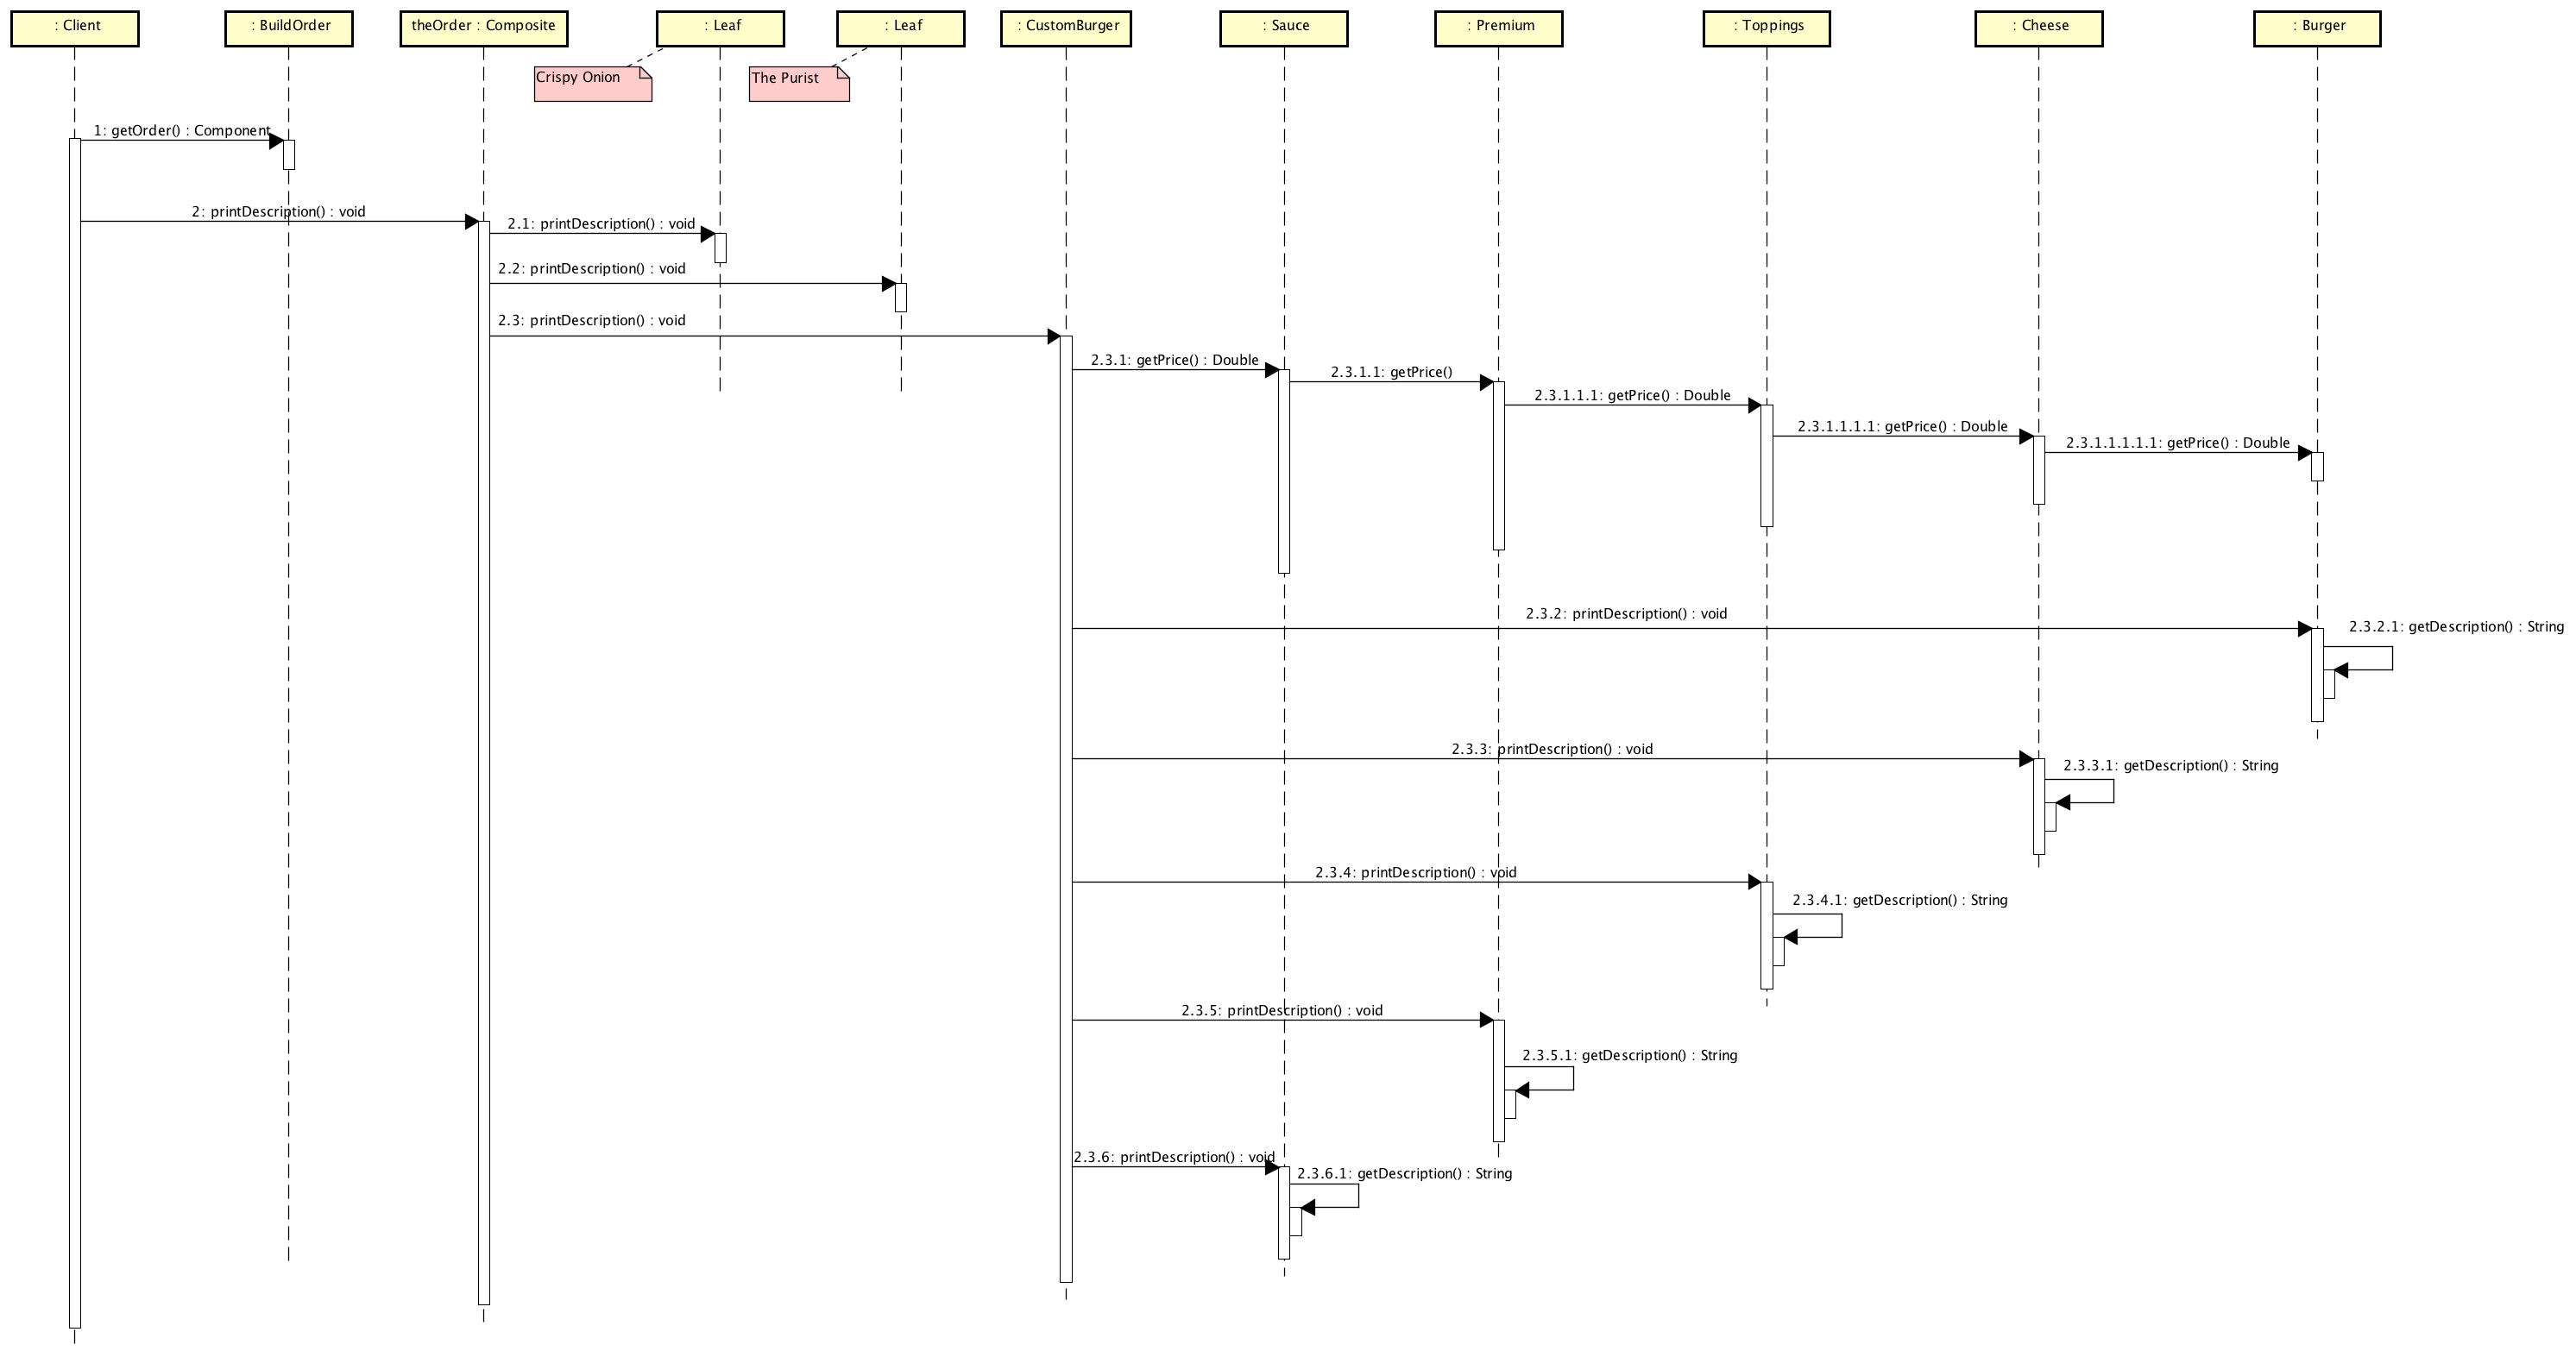 : Client
: BuildOrder
theOrder : Composite
: Leaf
: Leaf
: CustomBurger
: Sauce
: Premium
: Toppings
: Cheese
: Burger
Crispy Onion
The Purist
1: getOrder() : Component
2: printDescription() : void
2.1: printDescription() : void
2.2: printDescription() : void
2.3: printDescription() : void
2.3.1: getPrice() : Double
2.3.1.1: getPrice()
2.3.1.1.1: getPrice() : Double
2.3.1.1.1.1: getPrice() : Double
2.3.1.1.1.1.1: getPrice() : Double
2.3.2: printDescription() : void
2.3.2.1: getDescription() : String
2.3.3: printDescription() : void
2.3.3.1: getDescription() : String
2.3.4: printDescription() : void
2.3.4.1: getDescription() : String
2.3.5: printDescription() : void
2.3.5.1: getDescription() : String
2.3.6: printDescription() : void
2.3.6.1: getDescription() : String